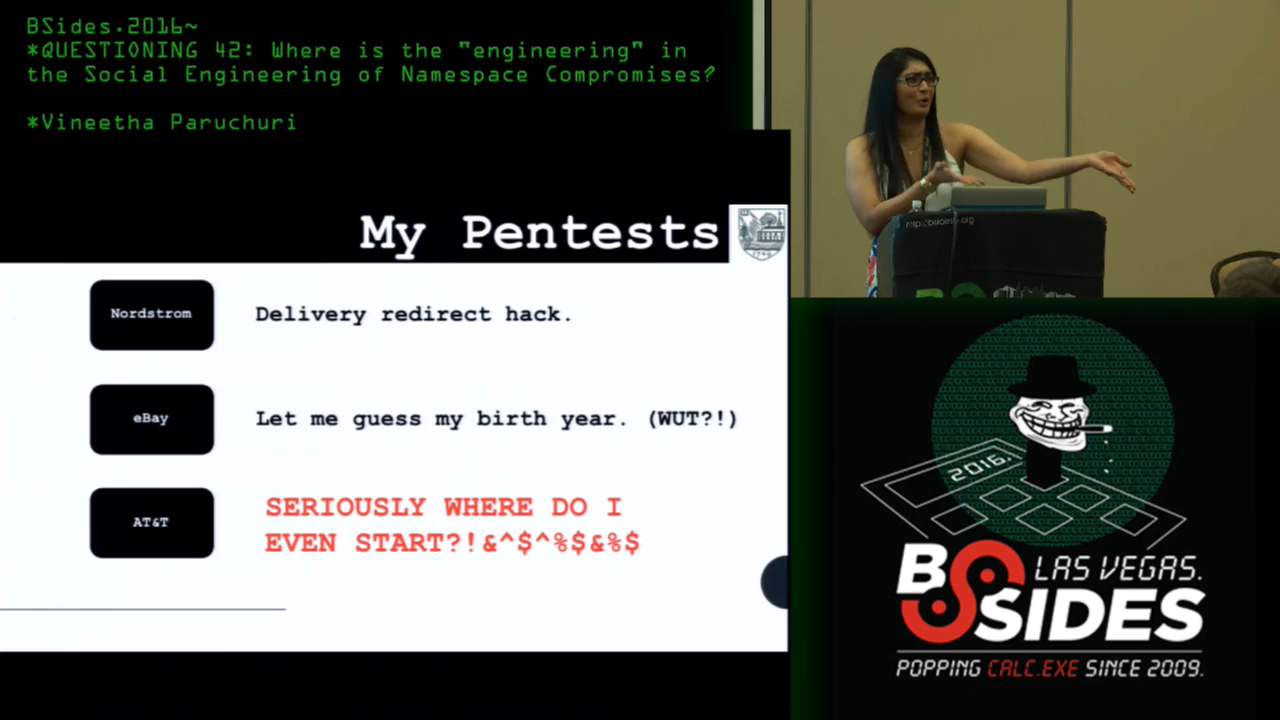 BSides.2016~
*QUESTIONING 42: Where is the "engineering" in
the Social Engineering of Namespace Compromises?
*Vineetha Paruchuri
My Pentests
Nordstrom
Delivery redirect hack.
eBay
Let me guess my birth year. (WUT?!)
AT&T
SERIOUSLY WHERE DO I
EVEN START?!&^$^%$&%$
2016.
BSIDES
LAS VEGAS.
POPPING CALC.EXE SINCE 2009.